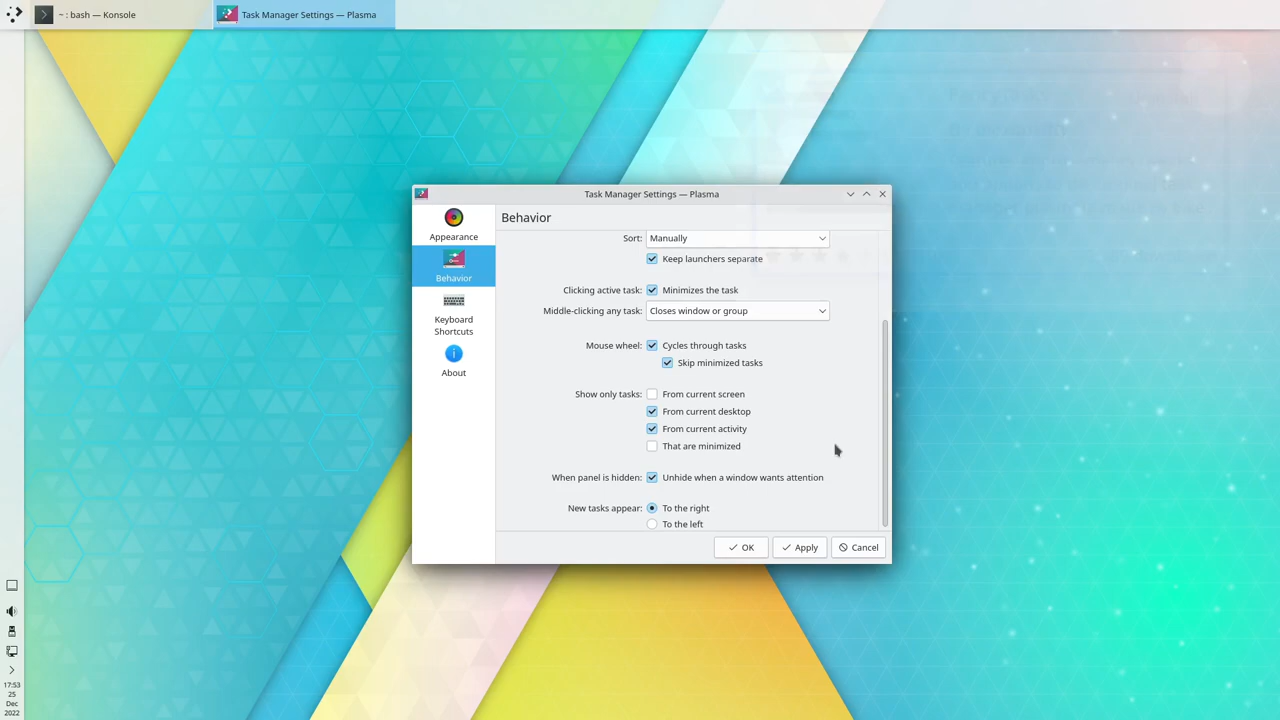 ~ : bash — Konsole
Task Manager Settings — Plasma
Task Manager Settings — Plasma
Appearance
Behavior
Keyboard
Shortcuts
About
Behavior
Sort: Manually
Keep launchers separate
Clicking active task: Minimizes the task
Middle-clicking any task: Closes window or group
Mouse wheel: Cycles through tasks
Skip minimized tasks
Show only tasks: From current screen
From current desktop
From current activity
That are minimized
When panel is hidden: Unhide when a window wants attention
New tasks appear: To the right
To the left
OK
Apply
Cancel
17:53
25
Dec
2022